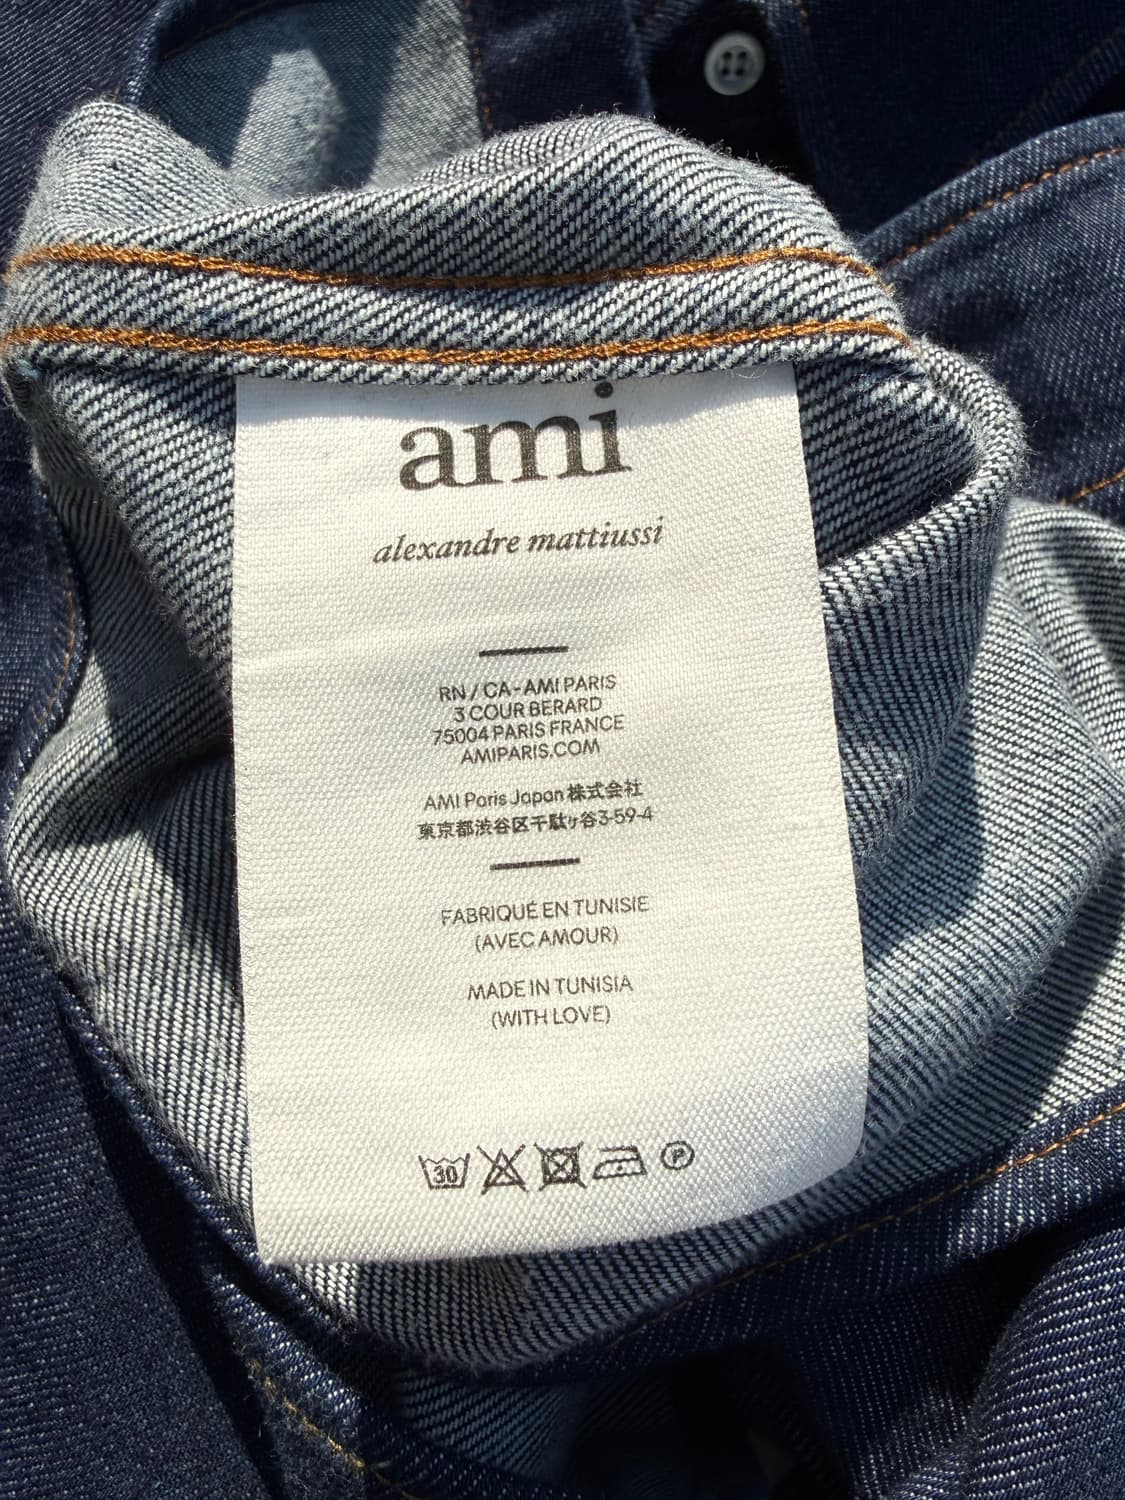 ami
alexandre mattiussi
RN / CA-AMI PARIS
3 COUR BERARD
75004 PARIS FRANCE
AMIPARIS.COM
AMI Paris Japan 株式会社
東京都渋谷区千駄ヶ谷3-59-4
FABRIQUÉ EN TUNISIE
(AVEC AMOUR)
MADE IN TUNISIA
(WITH LOVE)
30 P